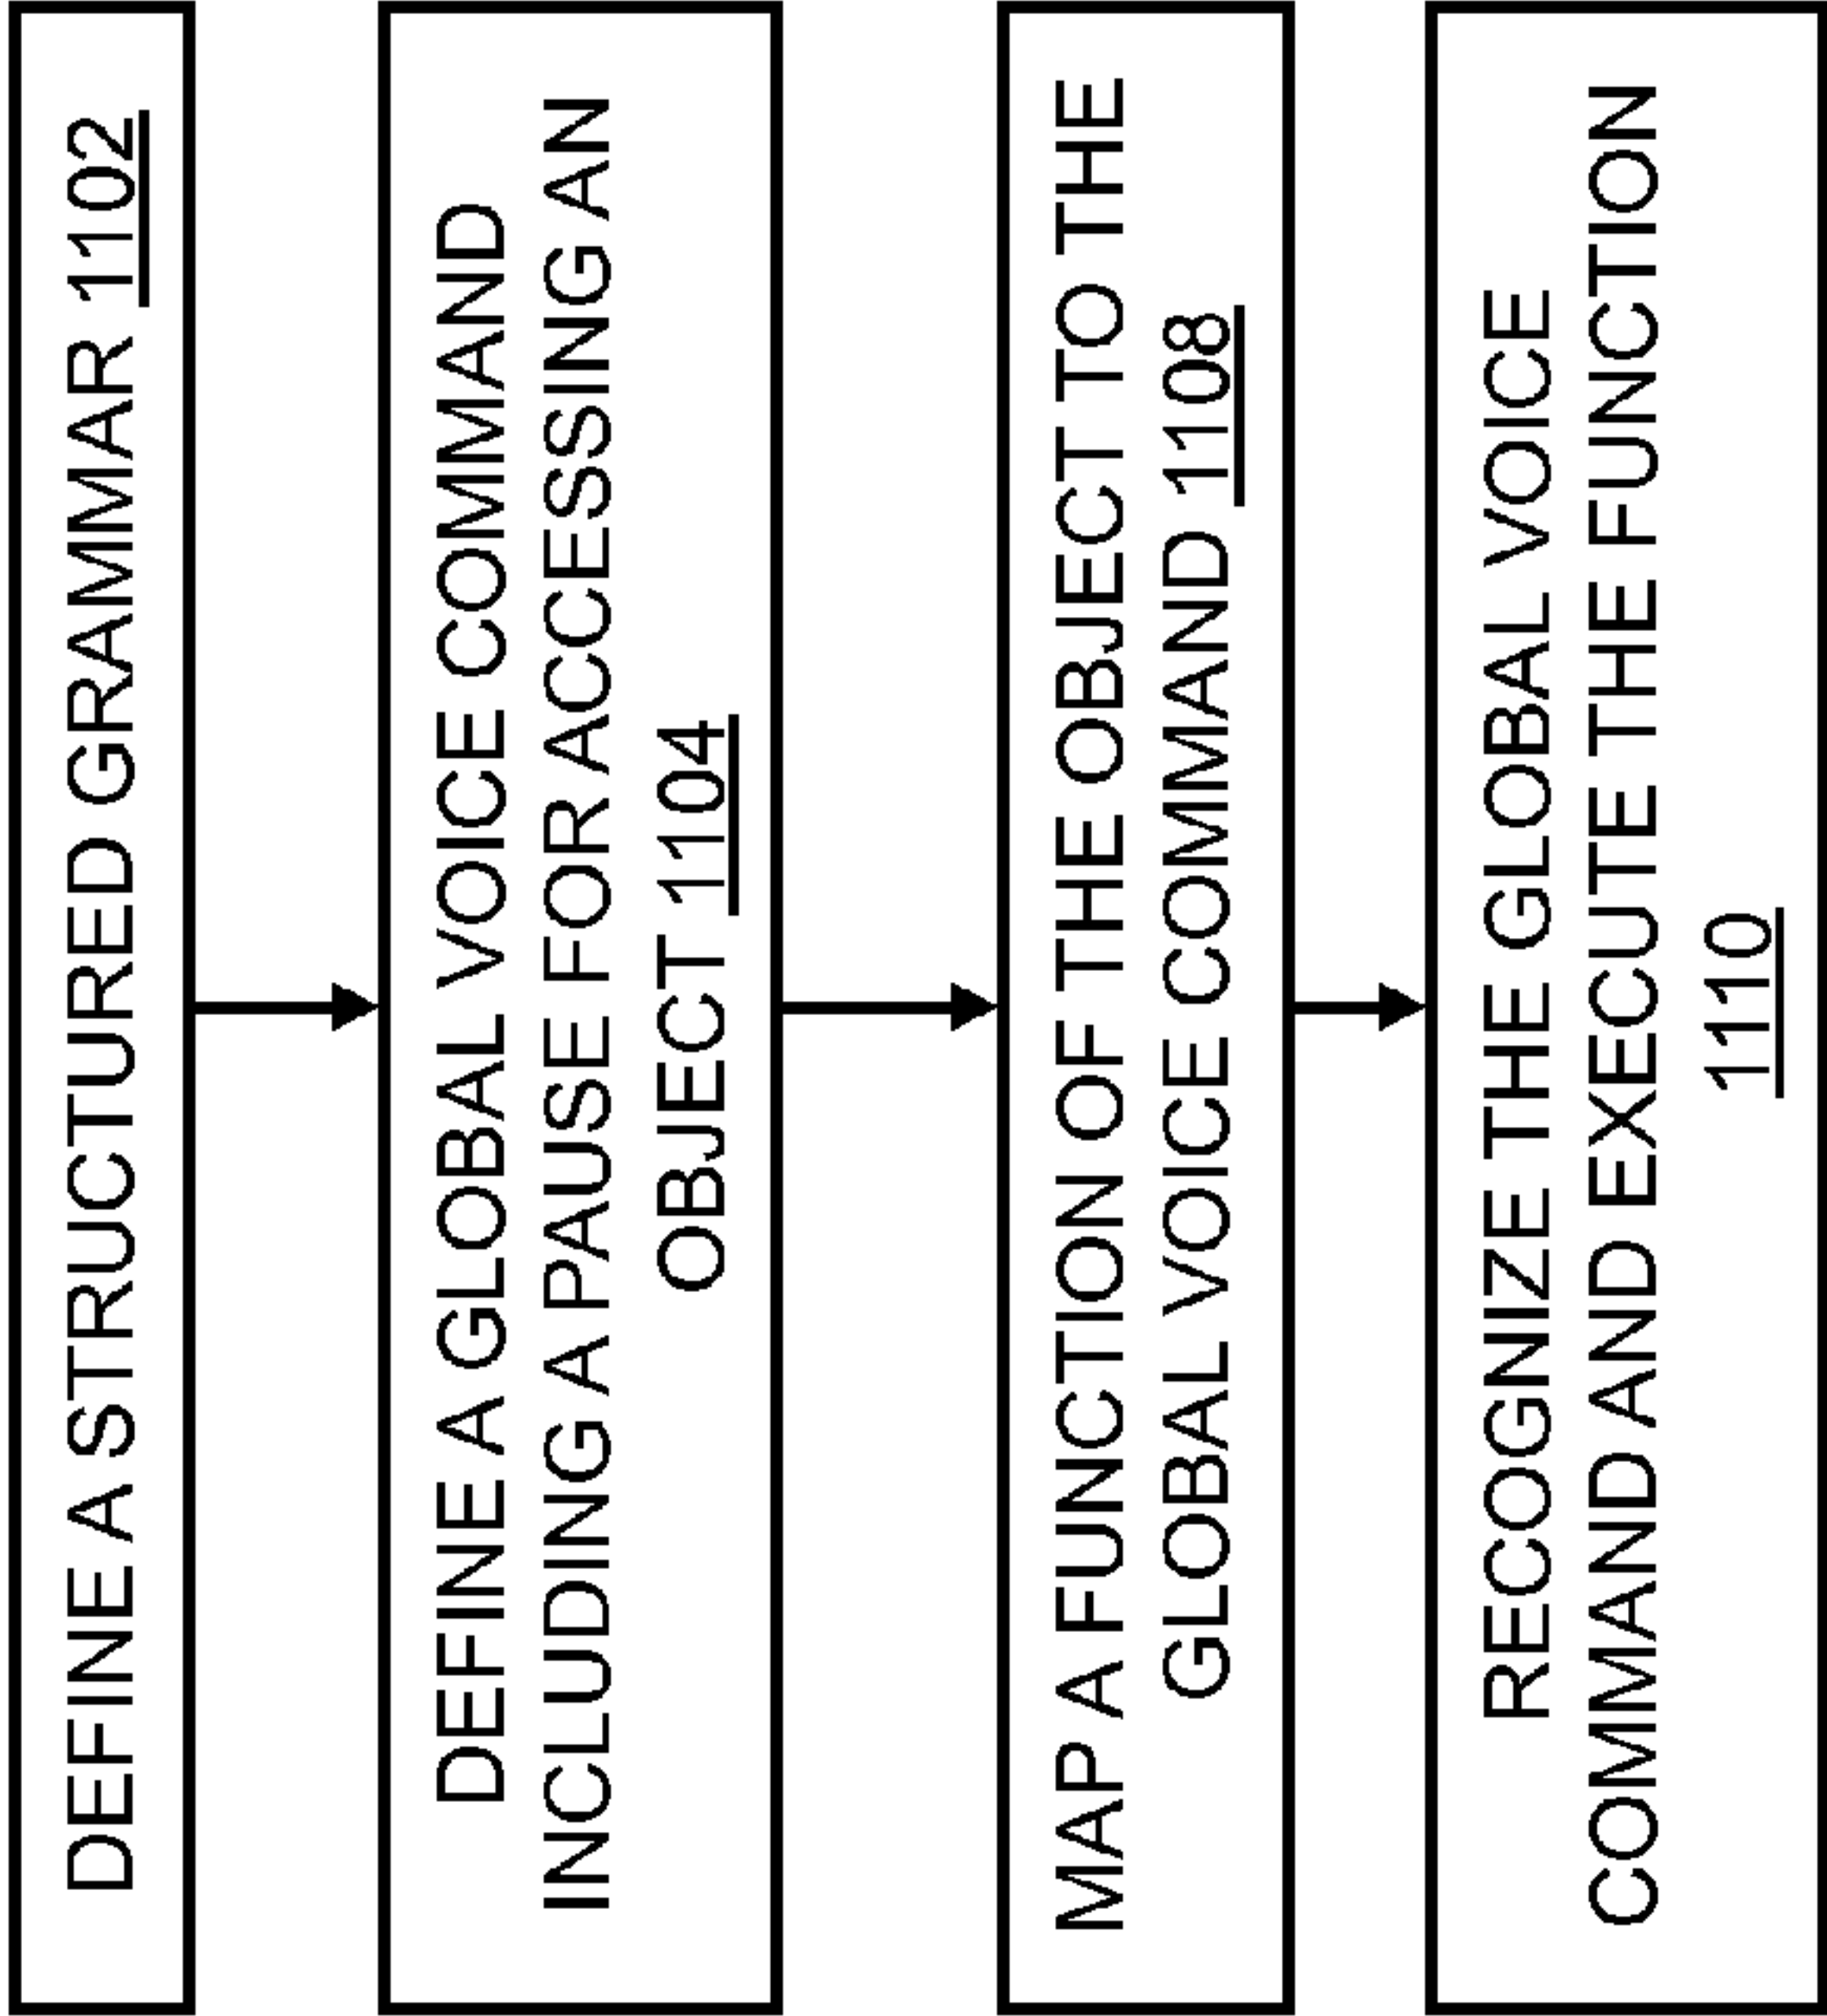 DEFINE A STRUCTURED GRAMMAR 1102
DEFINE A GLOBAL VOICE COMMAND
INCLUDING A PAUSE FOR ACCESSING AN
OBJECT 1104
MAP A FUNCTION OF THE OBJECT TO THE
GLOBAL VOICE COMMAND 1108
RECOGNIZE THE GLOBAL VOICE
COMMAND AND EXECUTE THE FUNCTION
1110